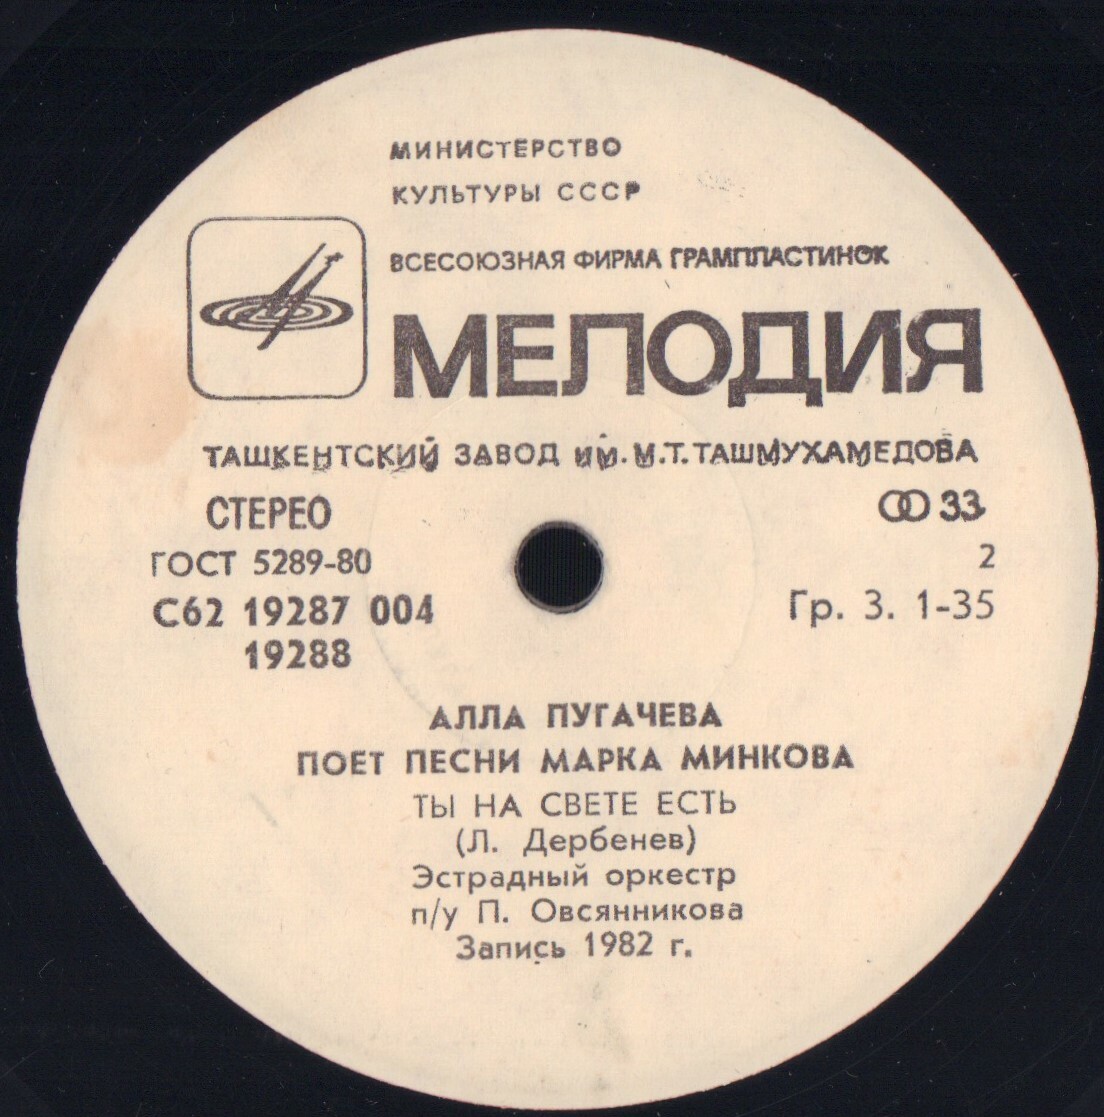 МИНИСТЕРСТВО
КУЛЬТУРЫ СССР
ВСЕСОЮЗНАЯ ФИРМА ГРАМПЛАСТИНОК
МЕЛОДИЯ
ТАШКЕНТСКИЙ ЗАВОД ИМ. М.Т. ТАШМУХАМЕДОВА
СТЕРЕО 33
ГОСТ 5289-80 2
С62 19287 004 Гр. 3. 1-35
19288
АЛЛА ПУГАЧЕВА
ПОЕТ ПЕСНИ МАРКА МИНКОВА
ТЫ НА СВЕТЕ ЕСТЬ
(Л. Дербенев)
Эстрадный оркестр
п/у П. Овсянникова
Запись 1982 г.